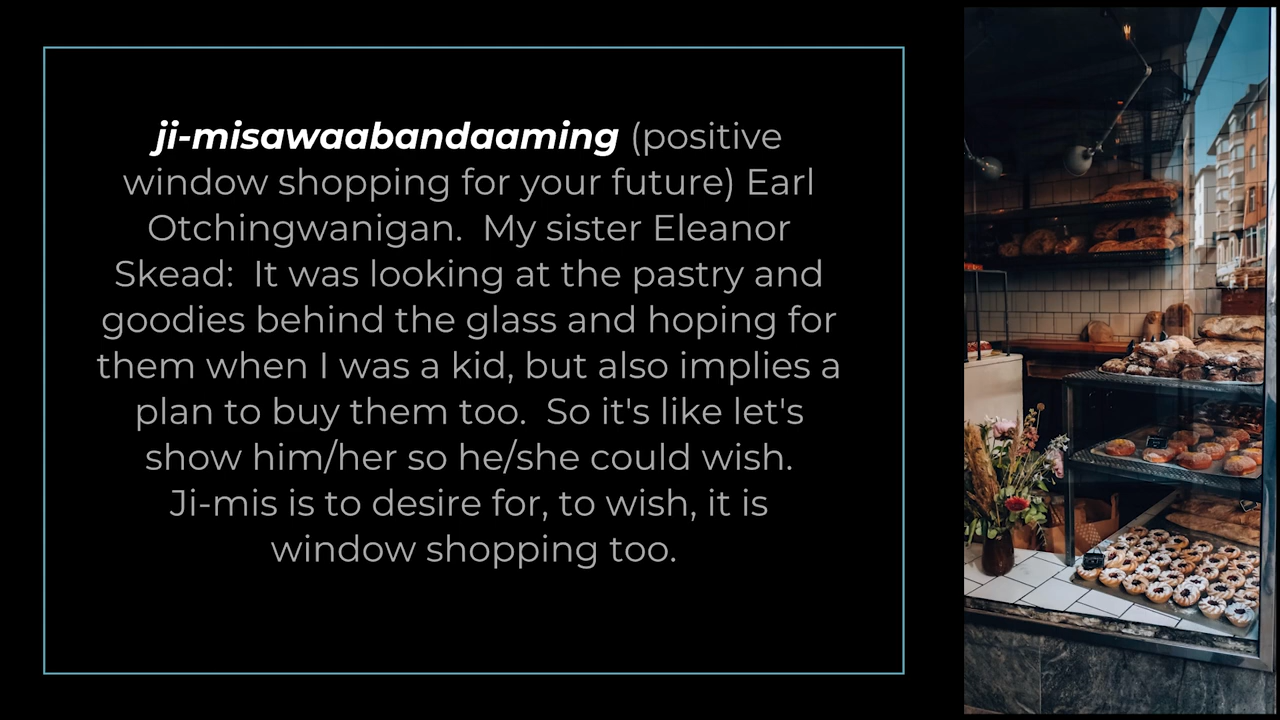 ji-misawaabandaaming (positive
window shopping for your future) Earl
Otchingwanigan.  My sister Eleanor
Skead:  It was looking at the pastry and
goodies behind the glass and hoping for
them when I was a kid, but also implies a
plan to buy them too.  So it's like let's
show him/her so he/she could wish.
Ji-mis is to desire for, to wish, it is
window shopping too.